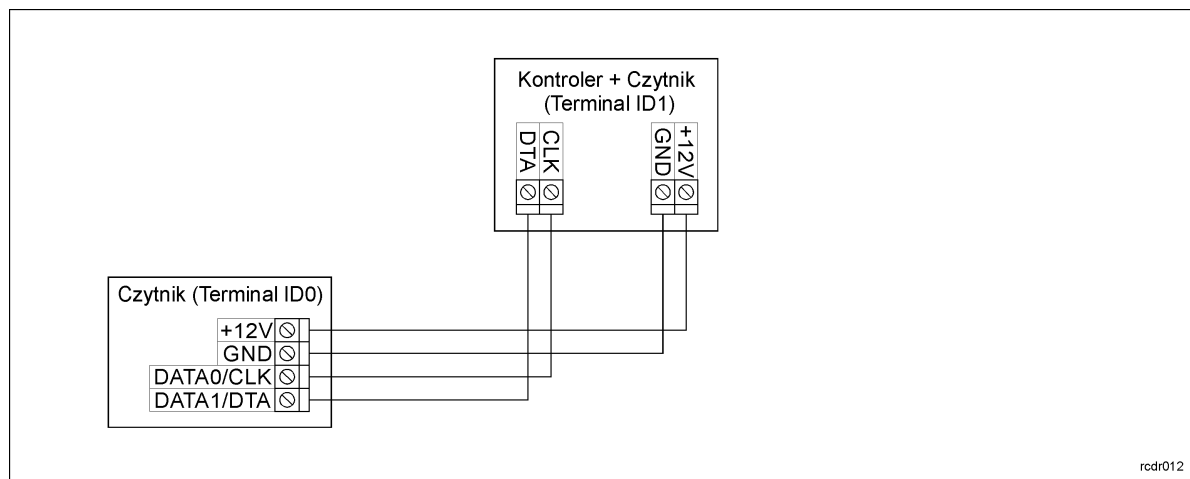 Kontroler + Czytnik
(Terminal ID1)
DTA
CLK
GND
+12V
Czytnik (Terminal ID0)
+12V
GND
DATA0/CLK
DATA1/DTA
rcdr012